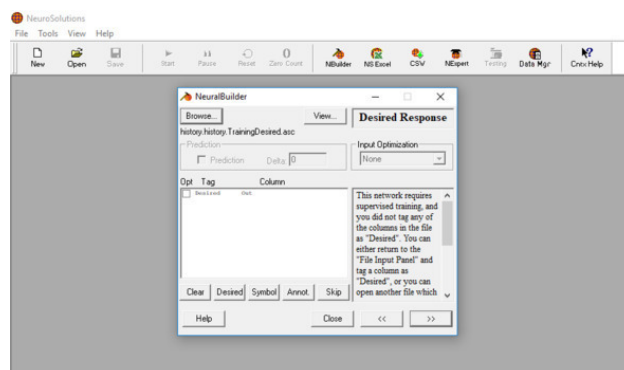 NeuroSolutions
File Tools View Help
New Open Save Start Pause Reset Zero Count NBuilder NS Excel CSW NExpert Testing Data Mgr Cntx Help
NeuralBuilder
Browse... View... Desired Response
history.history.TrainingDesired.asc
Prediction Input Optimization
Prediction Delta 0 None
Opt Tag Column
Desired Out
This network requires
supervised training, and
you did not tag any of
the columns in the file
as "Desired". You can
either return to the
"File Input Panel" and
tag a column as
"Desired", or you can
open another file which
Clear Desired Symbol Annot. Skip
Help Close << >>